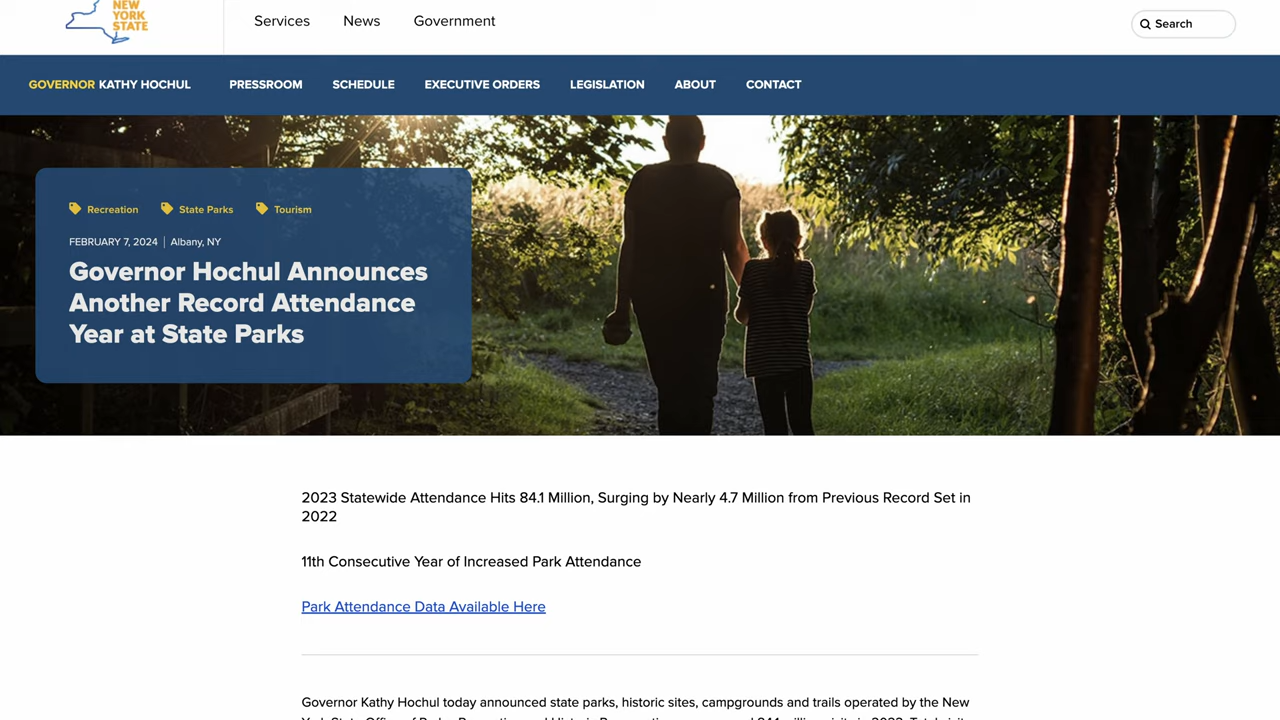 NEW
YORK
STATE
Services News Government
Search
GOVERNOR KATHY HOCHUL PRESSROOM SCHEDULE EXECUTIVE ORDERS LEGISLATION ABOUT CONTACT
Recreation State Parks Tourism
FEBRUARY 7, 2024 | Albany, NY
Governor Hochul Announces
Another Record Attendance
Year at State Parks
2023 Statewide Attendance Hits 84.1 Million, Surging by Nearly 4.7 Million from Previous Record Set in
2022
11th Consecutive Year of Increased Park Attendance
Park Attendance Data Available Here
Governor Kathy Hochul today announced state parks, historic sites, campgrounds and trails operated by the New